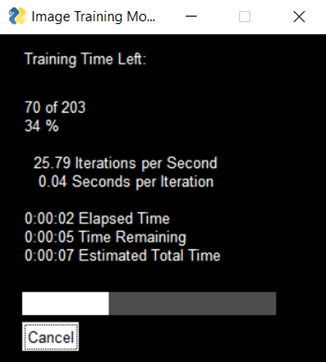 Image Training Mo...
Training Time Left:
70 of 203
34 %
25.79 Iterations per Second
0.04 Seconds per Iteration
0:00:02 Elapsed Time
0:00:05 Time Remaining
0:00:07 Estimated Total Time
Cancel